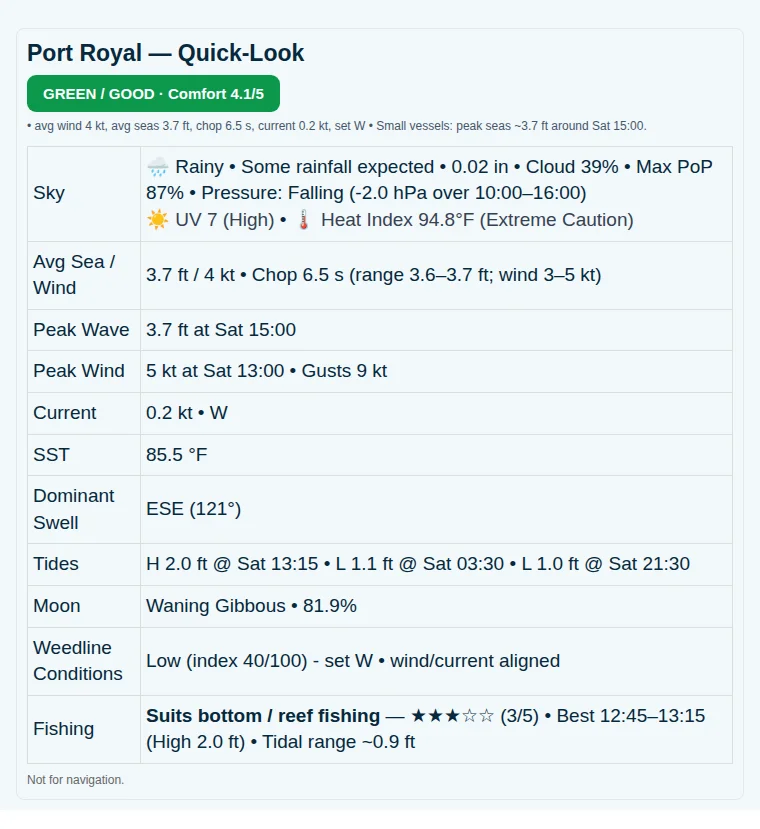 Port Royal — Quick-Look
GREEN / GOOD · Comfort 4.1/5
• avg wind 4 kt, avg seas 3.7 ft, chop 6.5 s, current 0.2 kt, set W • Small vessels: peak seas ~3.7 ft around Sat 15:00.
Sky
🌧️ Rainy • Some rainfall expected • 0.02 in • Cloud 39% • Max PoP
87% • Pressure: Falling (-2.0 hPa over 10:00–16:00)
☀️ UV 7 (High) • 🌡️ Heat Index 94.8°F (Extreme Caution)
Avg Sea /
Wind
3.7 ft / 4 kt • Chop 6.5 s (range 3.6–3.7 ft; wind 3–5 kt)
Peak Wave
3.7 ft at Sat 15:00
Peak Wind
5 kt at Sat 13:00 • Gusts 9 kt
Current
0.2 kt • W
SST
85.5 °F
Dominant
Swell
ESE (121°)
Tides
H 2.0 ft @ Sat 13:15 • L 1.1 ft @ Sat 03:30 • L 1.0 ft @ Sat 21:30
Moon
Waning Gibbous • 81.9%
Weedline
Conditions
Low (index 40/100) - set W • wind/current aligned
Fishing
Suits bottom / reef fishing — ★★★☆☆ (3/5) • Best 12:45–13:15
(High 2.0 ft) • Tidal range ~0.9 ft
Not for navigation.